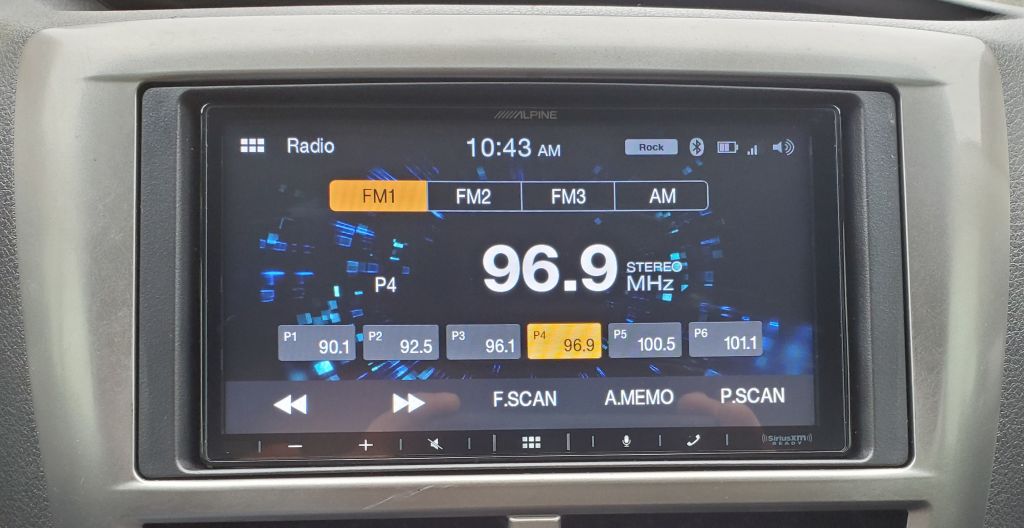 ALPINE
Radio 10:43 AM Rock
FM1 FM2 FM3 AM
P4 96.9 STEREO MHz
P1 90.1 P2 92.5 P3 96.1 P4 96.9 P5 100.5 P6 101.1
F.SCAN A.MEMO P.SCAN
SiriusXM
READY